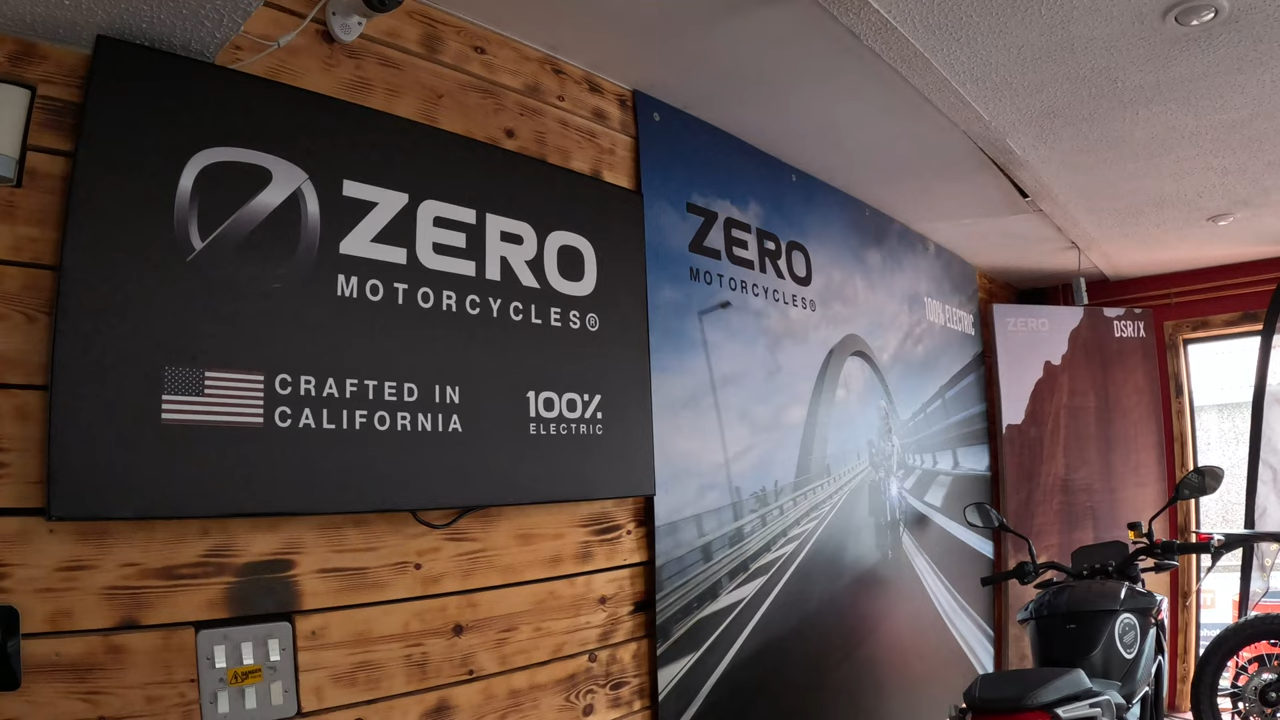 ZERO
MOTORCYCLES®
CRAFTED IN
CALIFORNIA
100%
ELECTRIC
ZERO
MOTORCYCLES®
100% ELECTRIC
ZERO
DSR/X